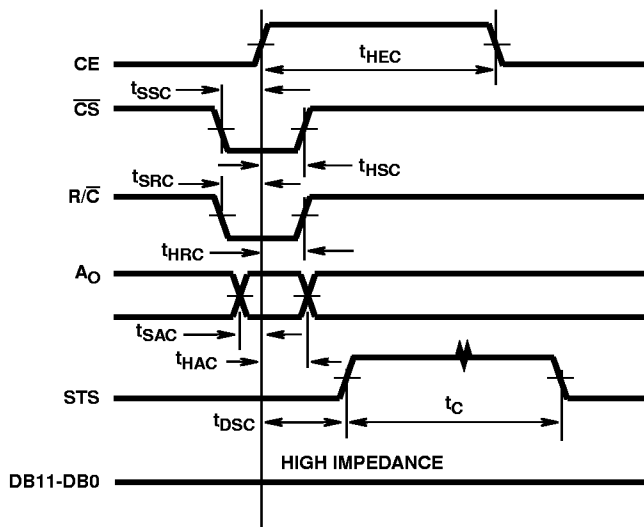 CE
tHEC
tSSC
CS
tHSC
tSRC
R/C
tHRC
AO
tSAC
tHAC
STS
tDSC
tC
HIGH IMPEDANCE
DB11-DB0